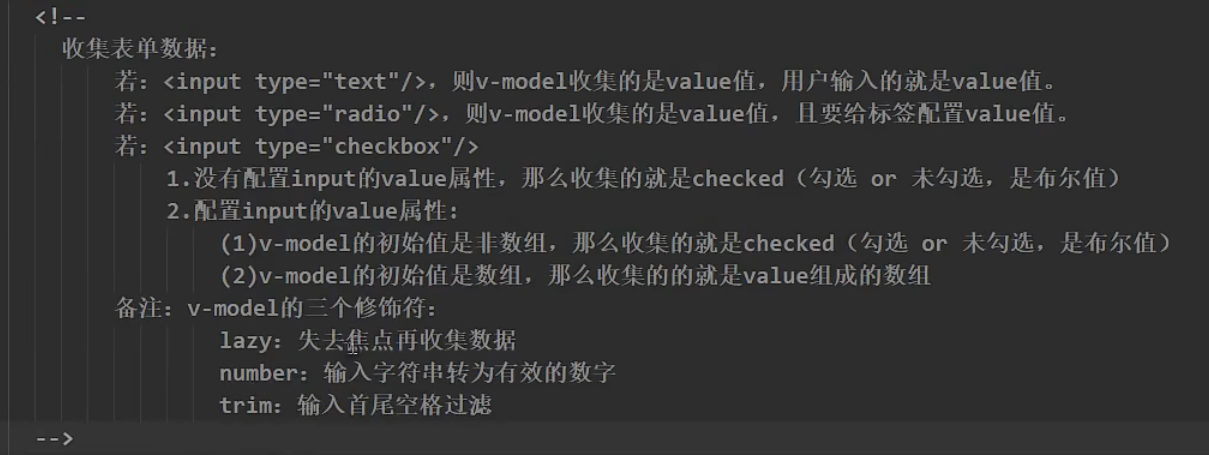 <!--
收集表单数据：
若：<input type="text"/>，则v-model收集的是value值，用户输入的就是value值。
若：<input type="radio"/>，则v-model收集的是value值，且要给标签配置value值。
若：<input type="checkbox"/>
1.没有配置input的value属性，那么收集的就是checked（勾选 or 未勾选，是布尔值）
2.配置input的value属性:
(1)v-model的初始值是非数组，那么收集的就是checked（勾选 or 未勾选，是布尔值）
(2)v-model的初始值是数组，那么收集的的就是value组成的数组
备注：v-model的三个修饰符：
lazy：失去焦点再收集数据
number：输入字符串转为有效的数字
trim：输入首尾空格过滤
-->